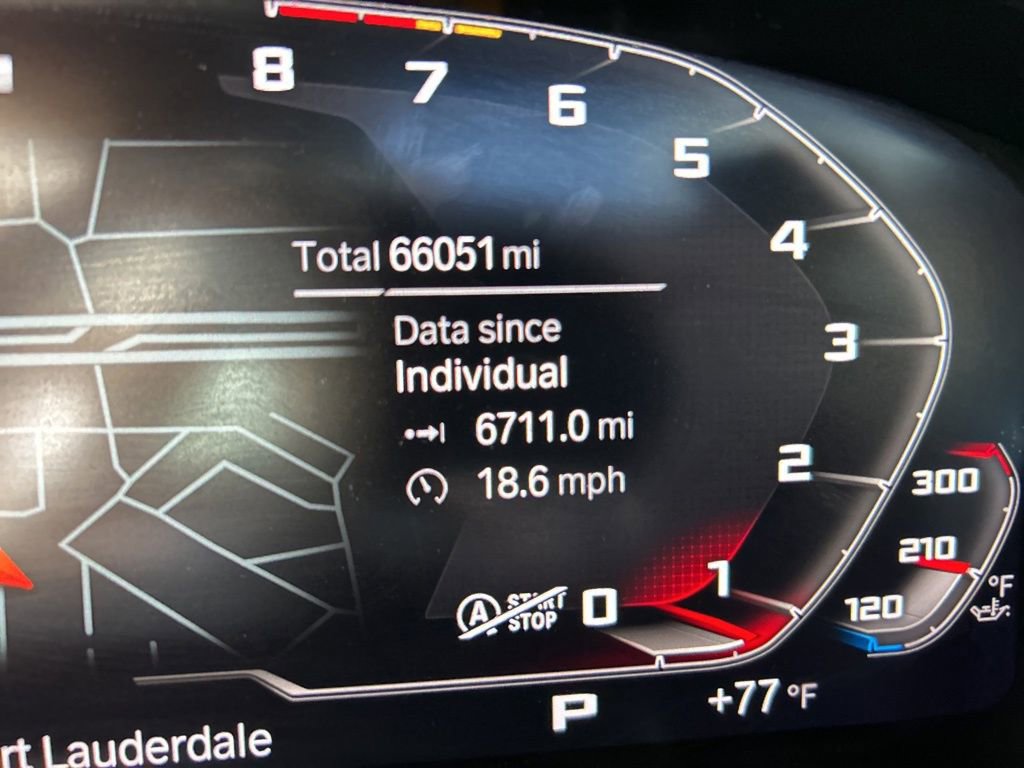 8
7
6
5
4
3
2
1
0
Total 66051 mi
Data since
Individual
6711.0 mi
18.6 mph
A START
STOP
300
210
120
°F
P
+77 °F
rt Lauderdale